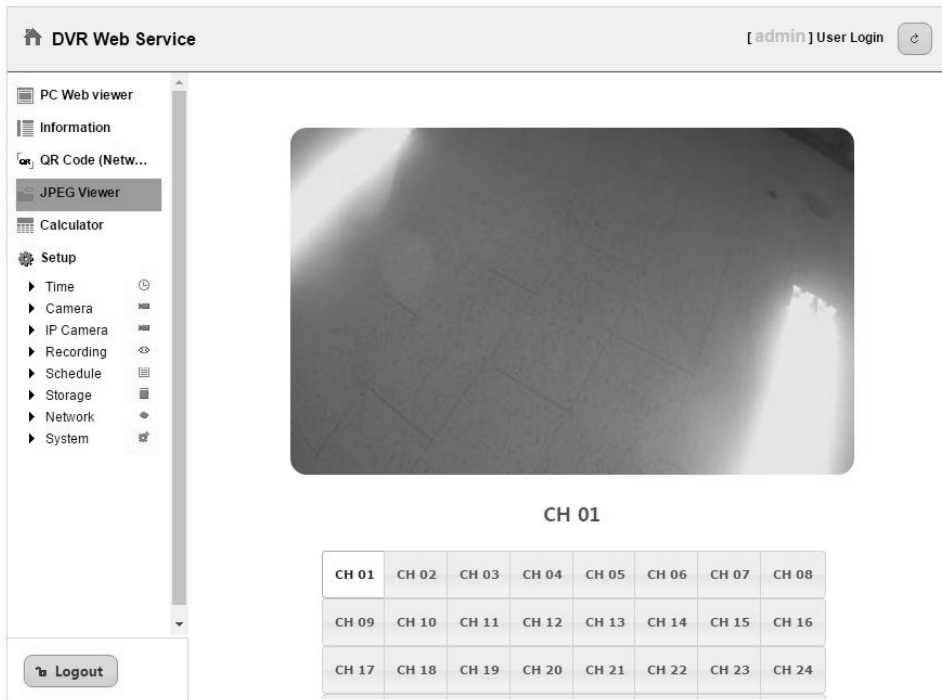 DVR Web Service
[ admin ] User Login
PC Web viewer
Information
QR QR Code (Netw...
JPEG Viewer
Calculator
Setup
Time
Camera
IP Camera
Recording
Schedule
Storage
Network
System
Logout
CH 01
CH 01 CH 02 CH 03 CH 04 CH 05 CH 06 CH 07 CH 08
CH 09 CH 10 CH 11 CH 12 CH 13 CH 14 CH 15 CH 16
CH 17 CH 18 CH 19 CH 20 CH 21 CH 22 CH 23 CH 24